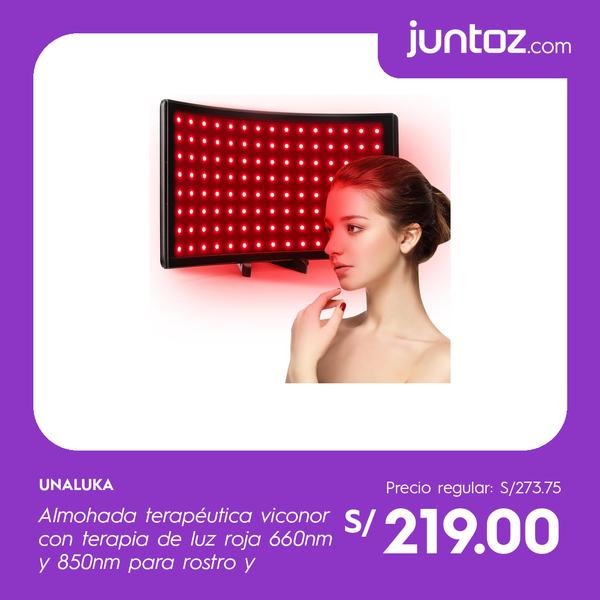 juntoz.com
UNALUKA
Almohada terapéutica viconor
con terapia de luz roja 660nm
y 850nm para rostro y
Precio regular: S/273.75
S/219.00